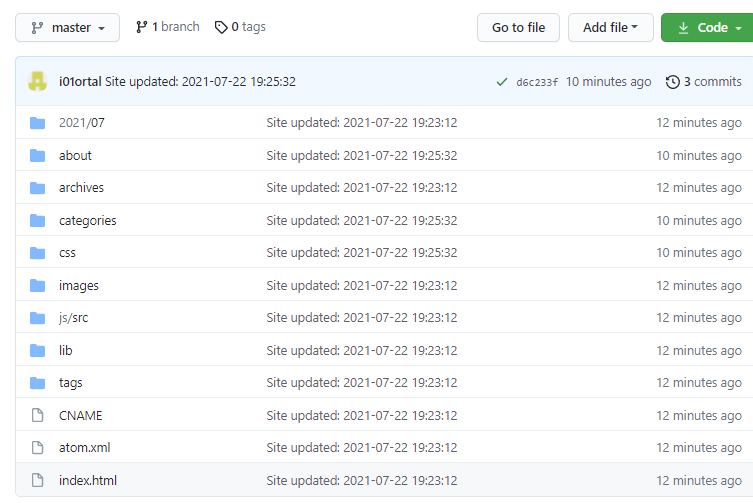 master 1 branch 0 tags Go to file Add file Code
i01ortal Site updated: 2021-07-22 19:25:32 d6c233f 10 minutes ago 3 commits
2021/07 Site updated: 2021-07-22 19:23:12 12 minutes ago
about Site updated: 2021-07-22 19:25:32 10 minutes ago
archives Site updated: 2021-07-22 19:23:12 12 minutes ago
categories Site updated: 2021-07-22 19:25:32 10 minutes ago
css Site updated: 2021-07-22 19:25:32 10 minutes ago
images Site updated: 2021-07-22 19:23:12 12 minutes ago
js/src Site updated: 2021-07-22 19:23:12 12 minutes ago
lib Site updated: 2021-07-22 19:23:12 12 minutes ago
tags Site updated: 2021-07-22 19:23:12 12 minutes ago
CNAME Site updated: 2021-07-22 19:23:12 12 minutes ago
atom.xml Site updated: 2021-07-22 19:23:12 12 minutes ago
index.html Site updated: 2021-07-22 19:23:12 12 minutes ago